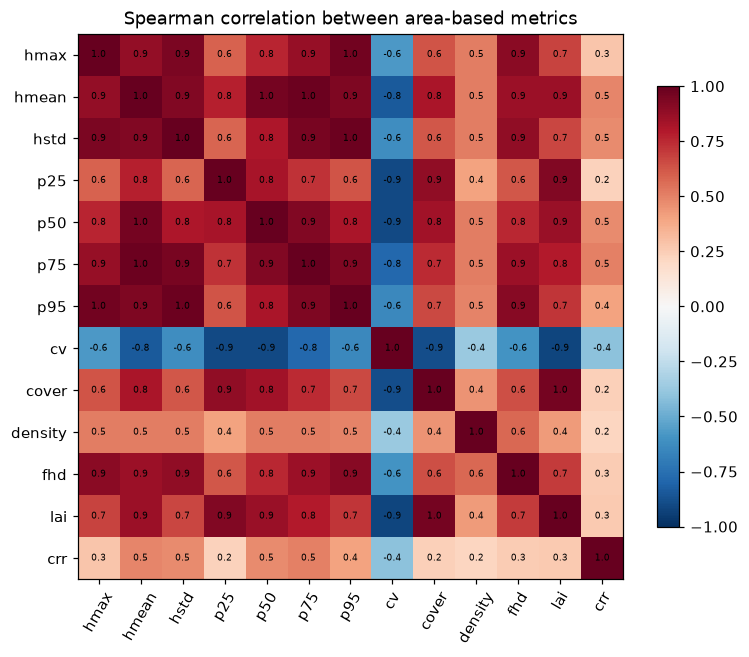 Spearman correlation between area-based metrics
hmax 1.0 0.9 0.9 0.6 0.8 0.9 1.0 -0.6 0.6 0.5 0.9 0.7 0.3
hmean 0.9 1.0 0.9 0.8 1.0 1.0 0.9 -0.8 0.8 0.5 0.9 0.9 0.5
hstd 0.9 0.9 1.0 0.6 0.8 0.9 1.0 -0.6 0.6 0.5 0.9 0.7 0.5
p25 0.6 0.8 0.6 1.0 0.8 0.7 0.6 -0.9 0.9 0.4 0.6 0.9 0.2
p50 0.8 1.0 0.8 0.8 1.0 0.9 0.8 -0.9 0.8 0.5 0.8 0.9 0.5
p75 0.9 1.0 0.9 0.7 0.9 1.0 0.9 -0.8 0.7 0.5 0.9 0.8 0.5
p95 1.0 0.9 1.0 0.6 0.8 0.9 1.0 -0.6 0.7 0.5 0.9 0.7 0.4
cv -0.6 -0.8 -0.6 -0.9 -0.9 -0.8 -0.6 1.0 -0.9 -0.4 -0.6 -0.9 -0.4
cover 0.6 0.8 0.6 0.9 0.8 0.7 0.7 -0.9 1.0 0.4 0.6 1.0 0.2
density 0.5 0.5 0.5 0.4 0.5 0.5 0.5 -0.4 0.4 1.0 0.6 0.4 0.2
fhd 0.9 0.9 0.9 0.6 0.8 0.9 0.9 -0.6 0.6 0.6 1.0 0.7 0.3
lai 0.7 0.9 0.7 0.9 0.9 0.8 0.7 -0.9 1.0 0.4 0.7 1.0 0.3
crr 0.3 0.5 0.5 0.2 0.5 0.5 0.4 -0.4 0.2 0.2 0.3 0.3 1.0
hmax hmean hstd p25 p50 p75 p95 cv cover density fhd lai crr
1.00
0.75
0.50
0.25
0.00
−0.25
−0.50
−0.75
−1.00